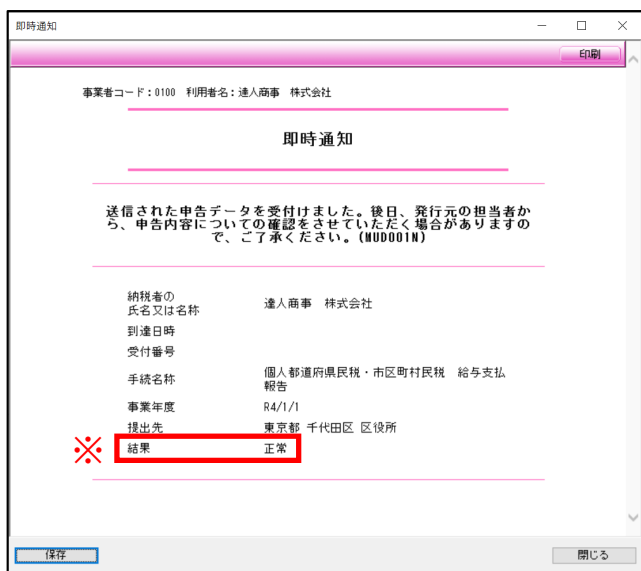 即時通知
印刷
事業者コード：0100 利用者名：達人商事 株式会社
即時通知
送信された申告データを受付けました。後日、発行元の担当者か
ら、申告内容についての確認をさせていただく場合がありますの
で、ご了承ください。(MUD001N)
納税者の
氏名又は名称 達人商事 株式会社
到達日時
受付番号
手続名称 個人都道府県民税・市区町村民税 給与支払
報告
事業年度 R4/1/1
提出先 東京都 千代田区 区役所
※ 結果 正常
保存 閉じる